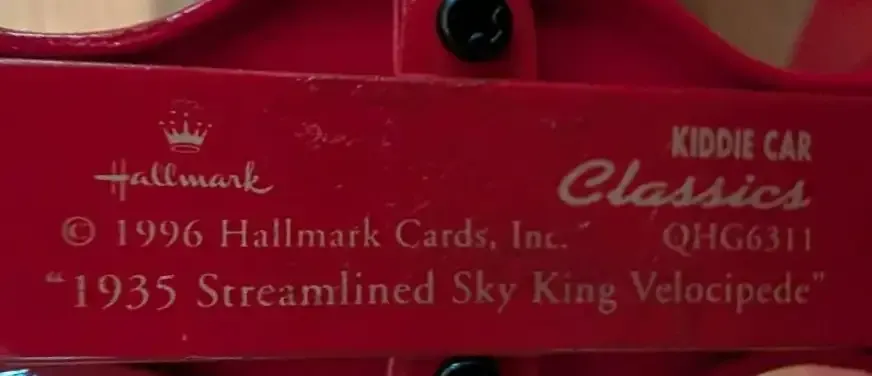 KIDDIE CAR
Hallmark Classics
© 1996 Hallmark Cards, Inc. QHG6311
"1935 Streamlined Sky King Velocipede"